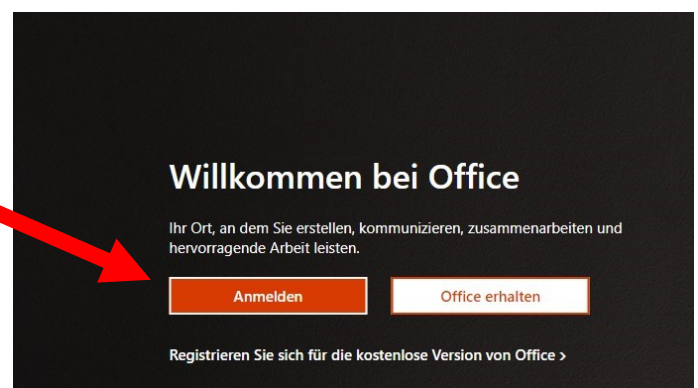 Willkommen bei Office
Ihr Ort, an dem Sie erstellen, kommunizieren, zusammenarbeiten und
hervorragende Arbeit leisten.
Anmelden
Office erhalten
Registrieren Sie sich für die kostenlose Version von Office >